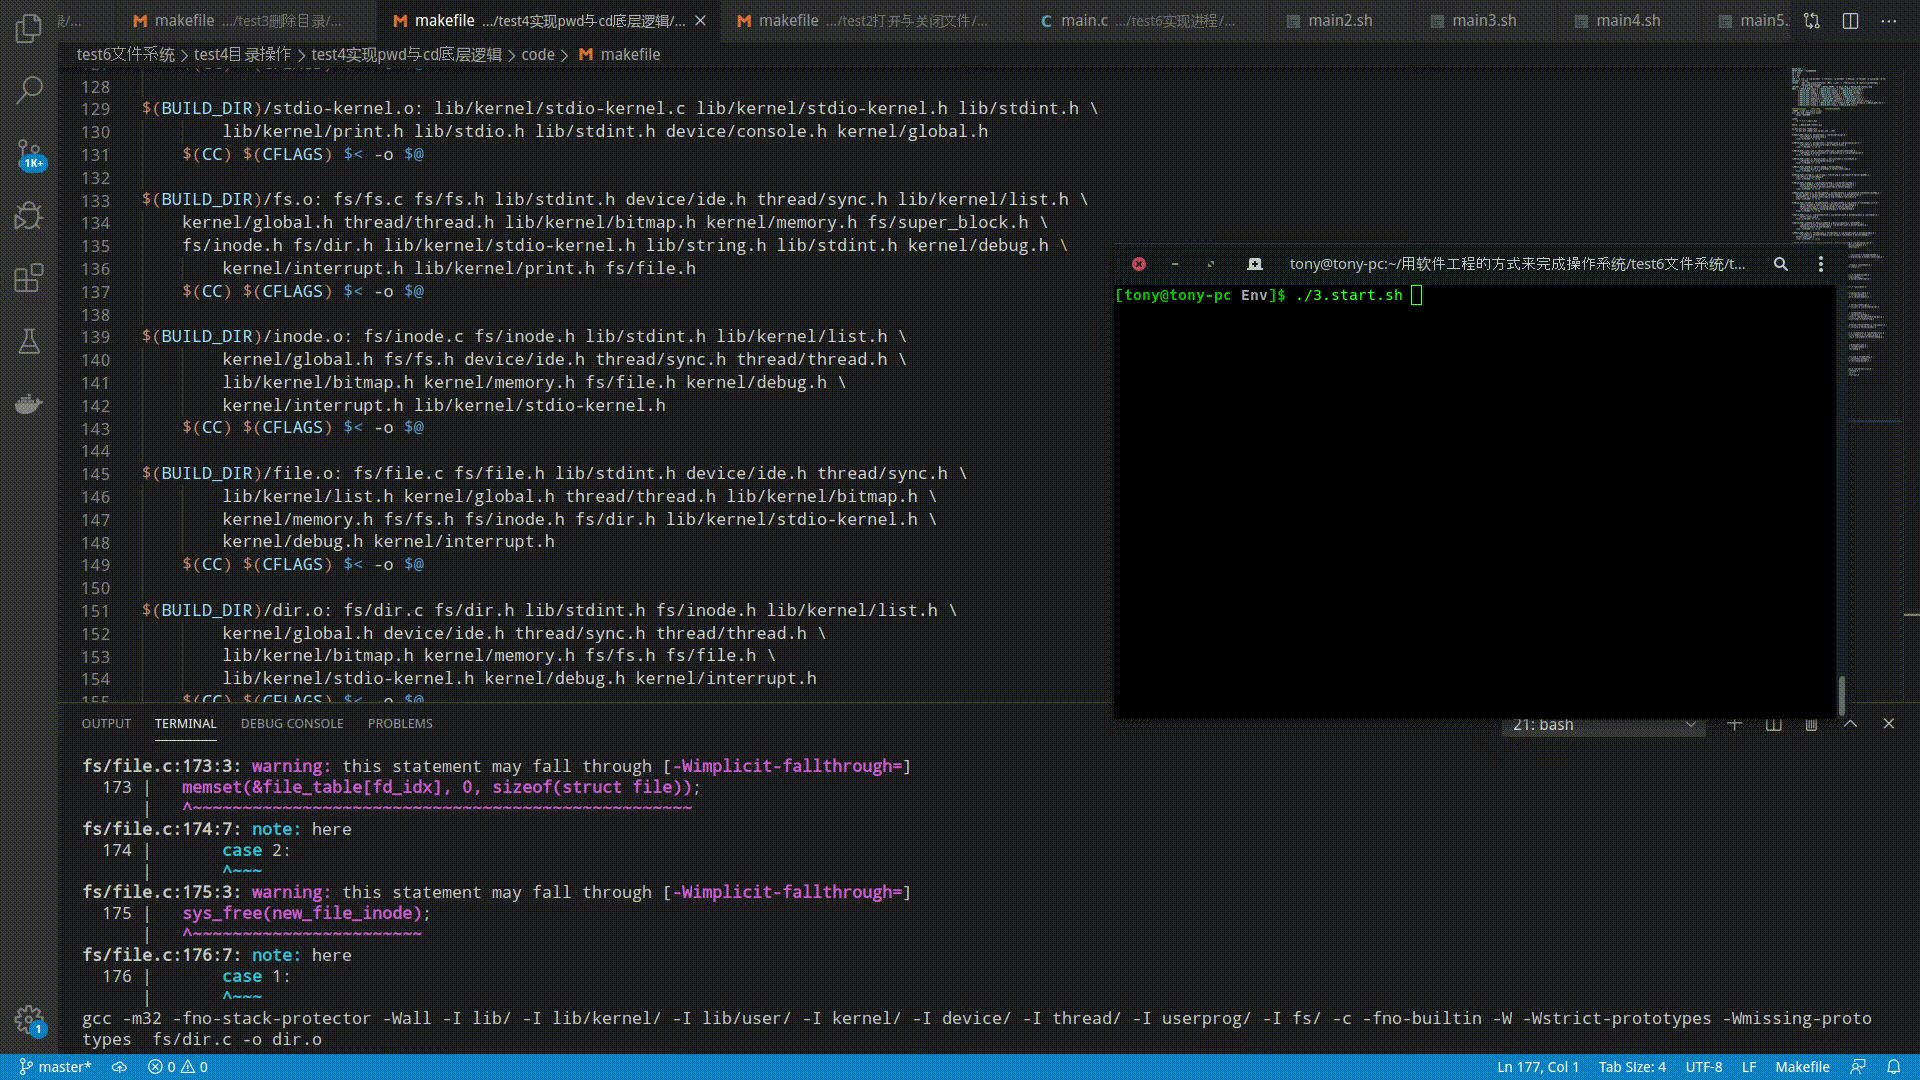 makefile .../test3删除目录/...
makefile .../test4实现pwd与cd底层逻辑/...
makefile .../test2打开与关闭文件/...
main.c .../test6实现进程/...
main2.sh
main3.sh
main4.sh
main5.
test6文件系统 > test4目录操作 > test4实现pwd与cd底层逻辑 > code > makefile
128
129 $(BUILD_DIR)/stdio-kernel.o: lib/kernel/stdio-kernel.c lib/kernel/stdio-kernel.h lib/stdint.h \
130 lib/kernel/print.h lib/stdio.h lib/stdint.h device/console.h kernel/global.h
131 $(CC) $(CFLAGS) $< -o $@
132
133 $(BUILD_DIR)/fs.o: fs/fs.c fs/fs.h lib/stdint.h device/ide.h thread/sync.h lib/kernel/list.h \
134 kernel/global.h thread/thread.h lib/kernel/bitmap.h kernel/memory.h fs/super_block.h \
135 fs/inode.h fs/dir.h lib/kernel/stdio-kernel.h lib/string.h lib/stdint.h kernel/debug.h \
136 kernel/interrupt.h lib/kernel/print.h fs/file.h
137 $(CC) $(CFLAGS) $< -o $@
138
139 $(BUILD_DIR)/inode.o: fs/inode.c fs/inode.h lib/stdint.h lib/kernel/list.h \
140 kernel/global.h fs/fs.h device/ide.h thread/sync.h thread/thread.h \
141 lib/kernel/bitmap.h kernel/memory.h fs/file.h kernel/debug.h \
142 kernel/interrupt.h lib/kernel/stdio-kernel.h
143 $(CC) $(CFLAGS) $< -o $@
144
145 $(BUILD_DIR)/file.o: fs/file.c fs/file.h lib/stdint.h device/ide.h thread/sync.h \
146 lib/kernel/list.h kernel/global.h thread/thread.h lib/kernel/bitmap.h \
147 kernel/memory.h fs/fs.h fs/inode.h fs/dir.h lib/kernel/stdio-kernel.h \
148 kernel/debug.h kernel/interrupt.h
149 $(CC) $(CFLAGS) $< -o $@
150
151 $(BUILD_DIR)/dir.o: fs/dir.c fs/dir.h lib/stdint.h fs/inode.h lib/kernel/list.h \
152 kernel/global.h device/ide.h thread/sync.h thread/thread.h \
153 lib/kernel/bitmap.h kernel/memory.h fs/fs.h fs/file.h \
154 lib/kernel/stdio-kernel.h kernel/debug.h kernel/interrupt.h
155 $(CC) $(CFLAGS) $< -o $@
1K+
tony@tony-pc:~/用软件工程的方式来完成操作系统/test6文件系统/t...
[tony@tony-pc Env]$ ./3.start.sh
OUTPUT TERMINAL DEBUG CONSOLE PROBLEMS
21: bash
fs/file.c:173:3: warning: this statement may fall through [-Wimplicit-fallthrough=]
173 | memset(&file_table[fd_idx], 0, sizeof(struct file));
| ^~~~~~~~~~~~~~~~~~~~~~~~~~~~~~~~~~~~~~~~~~~~~~~~~~~
fs/file.c:174:7: note: here
174 | case 2:
| ^~~~
fs/file.c:175:3: warning: this statement may fall through [-Wimplicit-fallthrough=]
175 | sys_free(new_file_inode);
| ^~~~~~~~~~~~~~~~~~~~~~~~
fs/file.c:176:7: note: here
176 | case 1:
| ^~~~
gcc -m32 -fno-stack-protector -Wall -I lib/ -I lib/kernel/ -I lib/user/ -I kernel/ -I device/ -I thread/ -I userprog/ -I fs/ -c -fno-builtin -W -Wstrict-prototypes -Wmissing-proto
types fs/dir.c -o dir.o
1
master* 0 0 Ln 177, Col 1 Tab Size: 4 UTF-8 LF Makefile